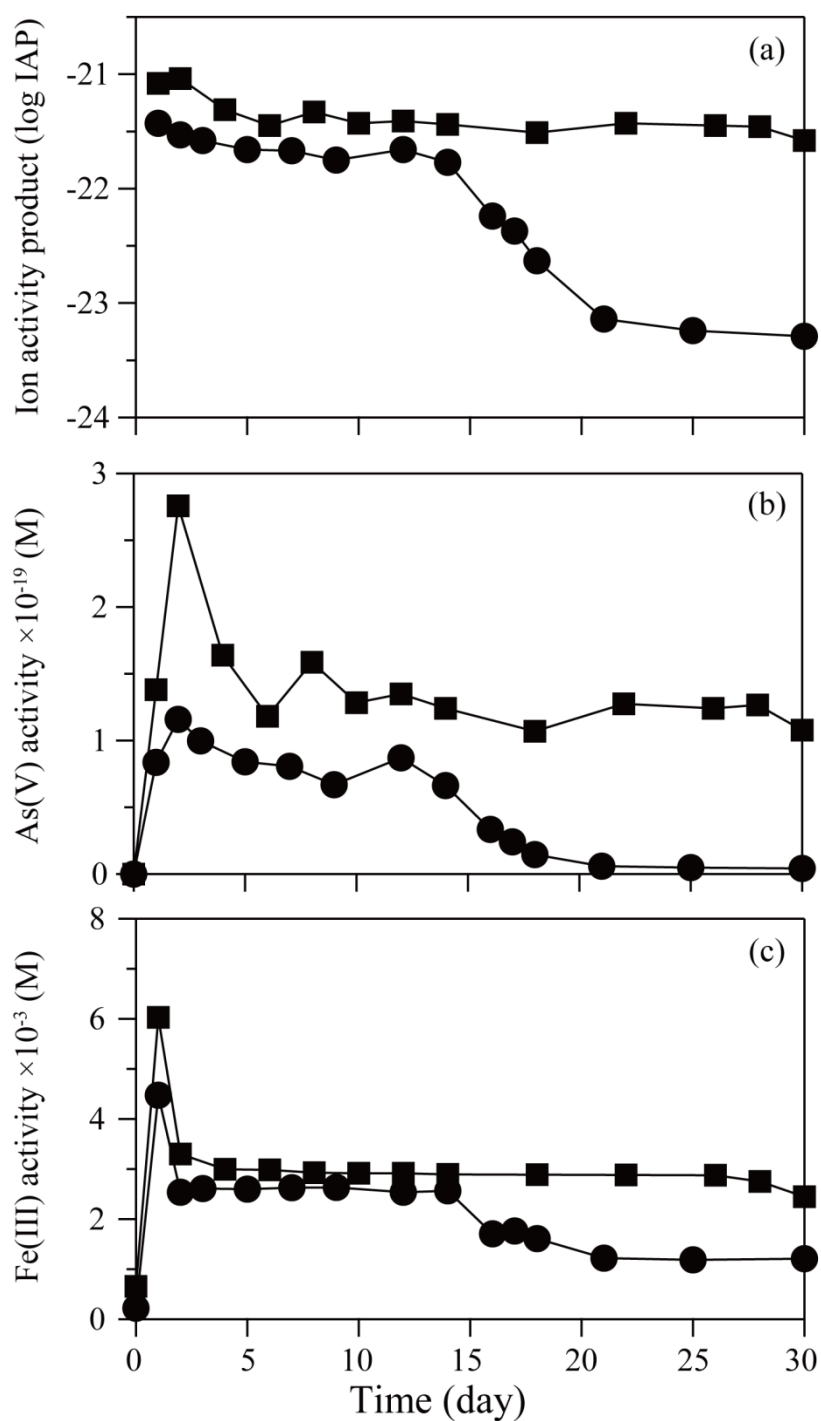 Ion activity product (log IAP)
(a)
-21
-22
-23
-24
As(V) activity ×10⁻¹⁹ (M)
(b)
3
2
1
0
Fe(III) activity ×10⁻³ (M)
(c)
8
6
4
2
0
0 5 10 15 20 25 30
Time (day)